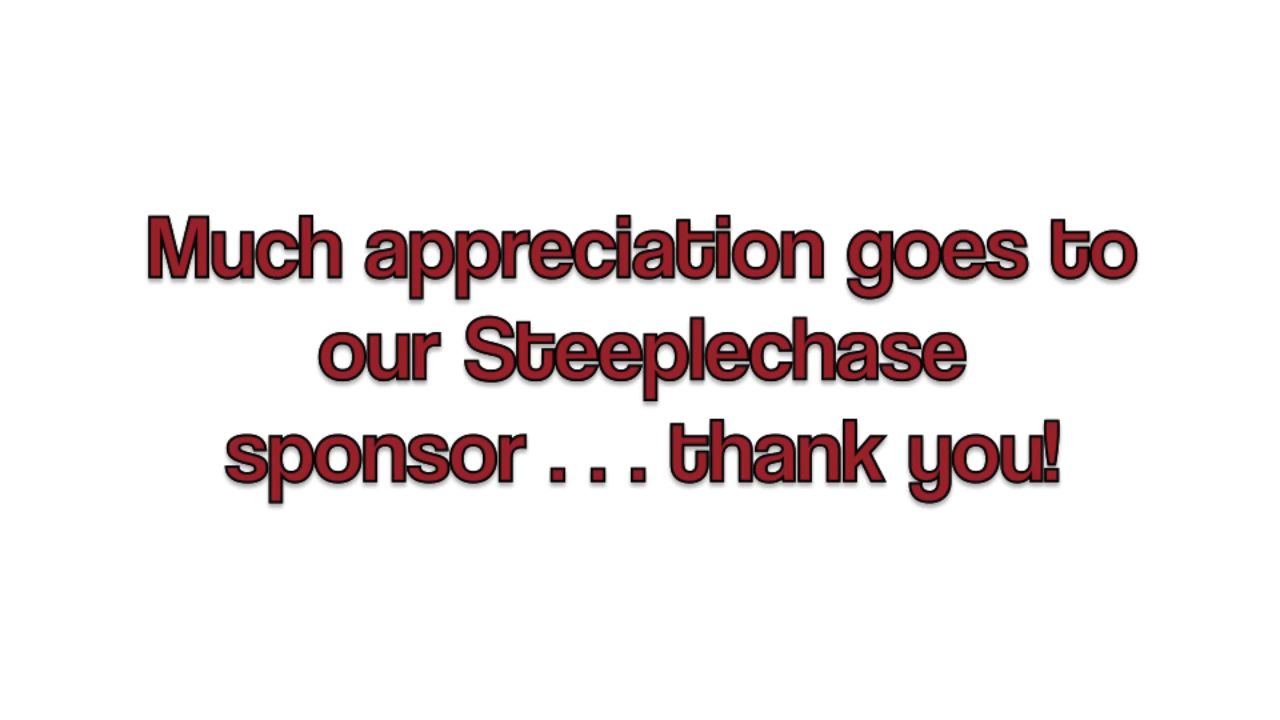 Much appreciation goes to
our Steeplechase
sponsor . . . thank you!